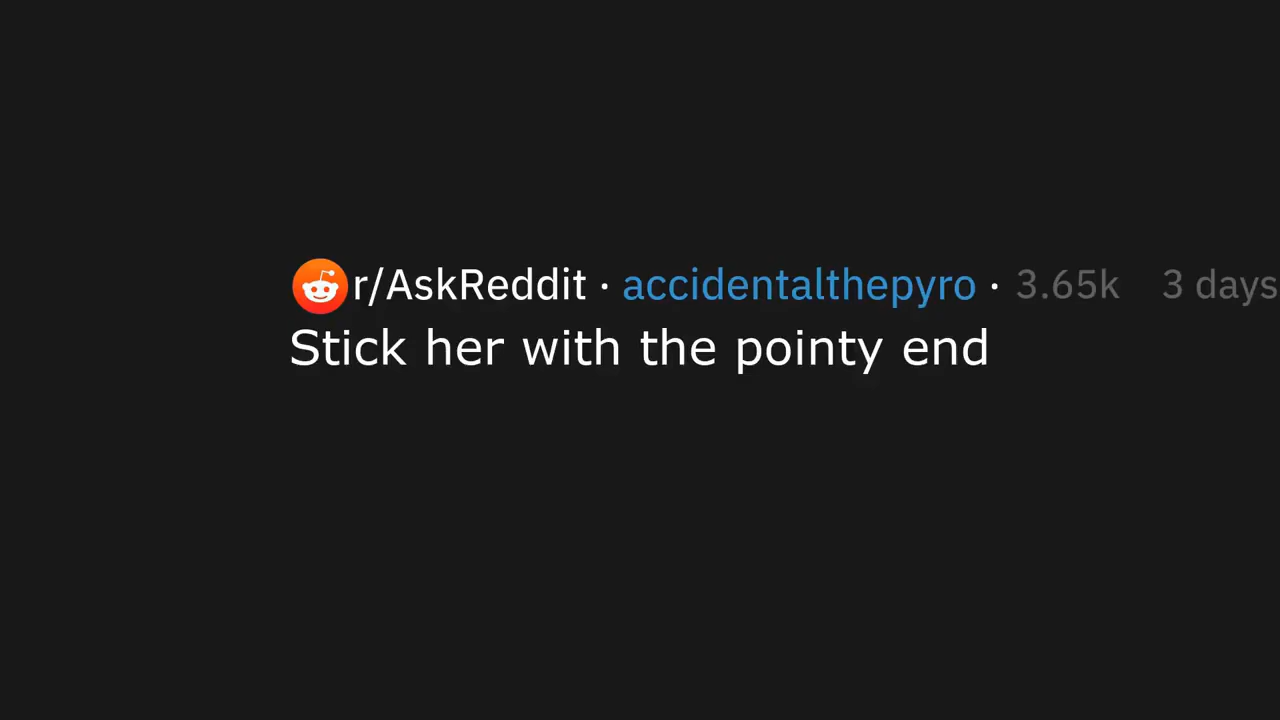 r/AskReddit · accidentalthepyro · 3.65k 3 days
Stick her with the pointy end